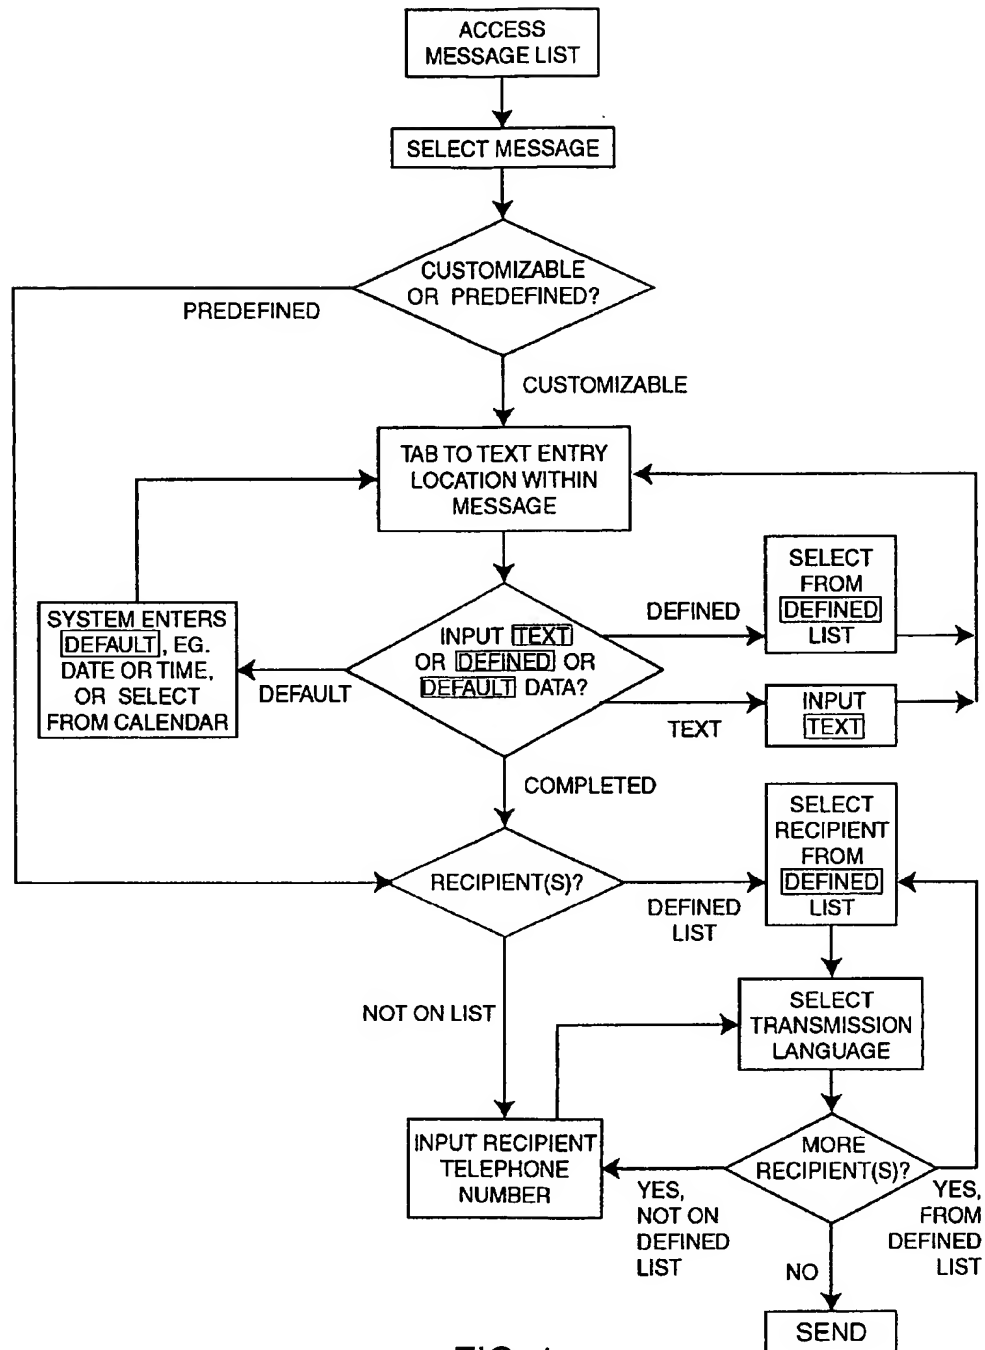 ACCESS
MESSAGE LIST
SELECT MESSAGE
CUSTOMIZABLE
OR PREDEFINED?
PREDEFINED
CUSTOMIZABLE
TAB TO TEXT ENTRY
LOCATION WITHIN
MESSAGE
SELECT
FROM
DEFINED
LIST
DEFINED
SYSTEM ENTERS
DEFAULT, EG.
DATE OR TIME,
OR SELECT
FROM CALENDAR
INPUT TEXT
OR DEFINED OR
DEFAULT DATA?
DEFAULT
TEXT
INPUT
TEXT
COMPLETED
SELECT
RECIPIENT
FROM
DEFINED
LIST
RECIPIENT(S)?
DEFINED
LIST
NOT ON LIST
SELECT
TRANSMISSION
LANGUAGE
INPUT RECIPIENT
TELEPHONE
NUMBER
MORE
RECIPIENT(S)?
YES,
NOT ON
DEFINED
LIST
YES,
FROM
DEFINED
LIST
NO
SEND